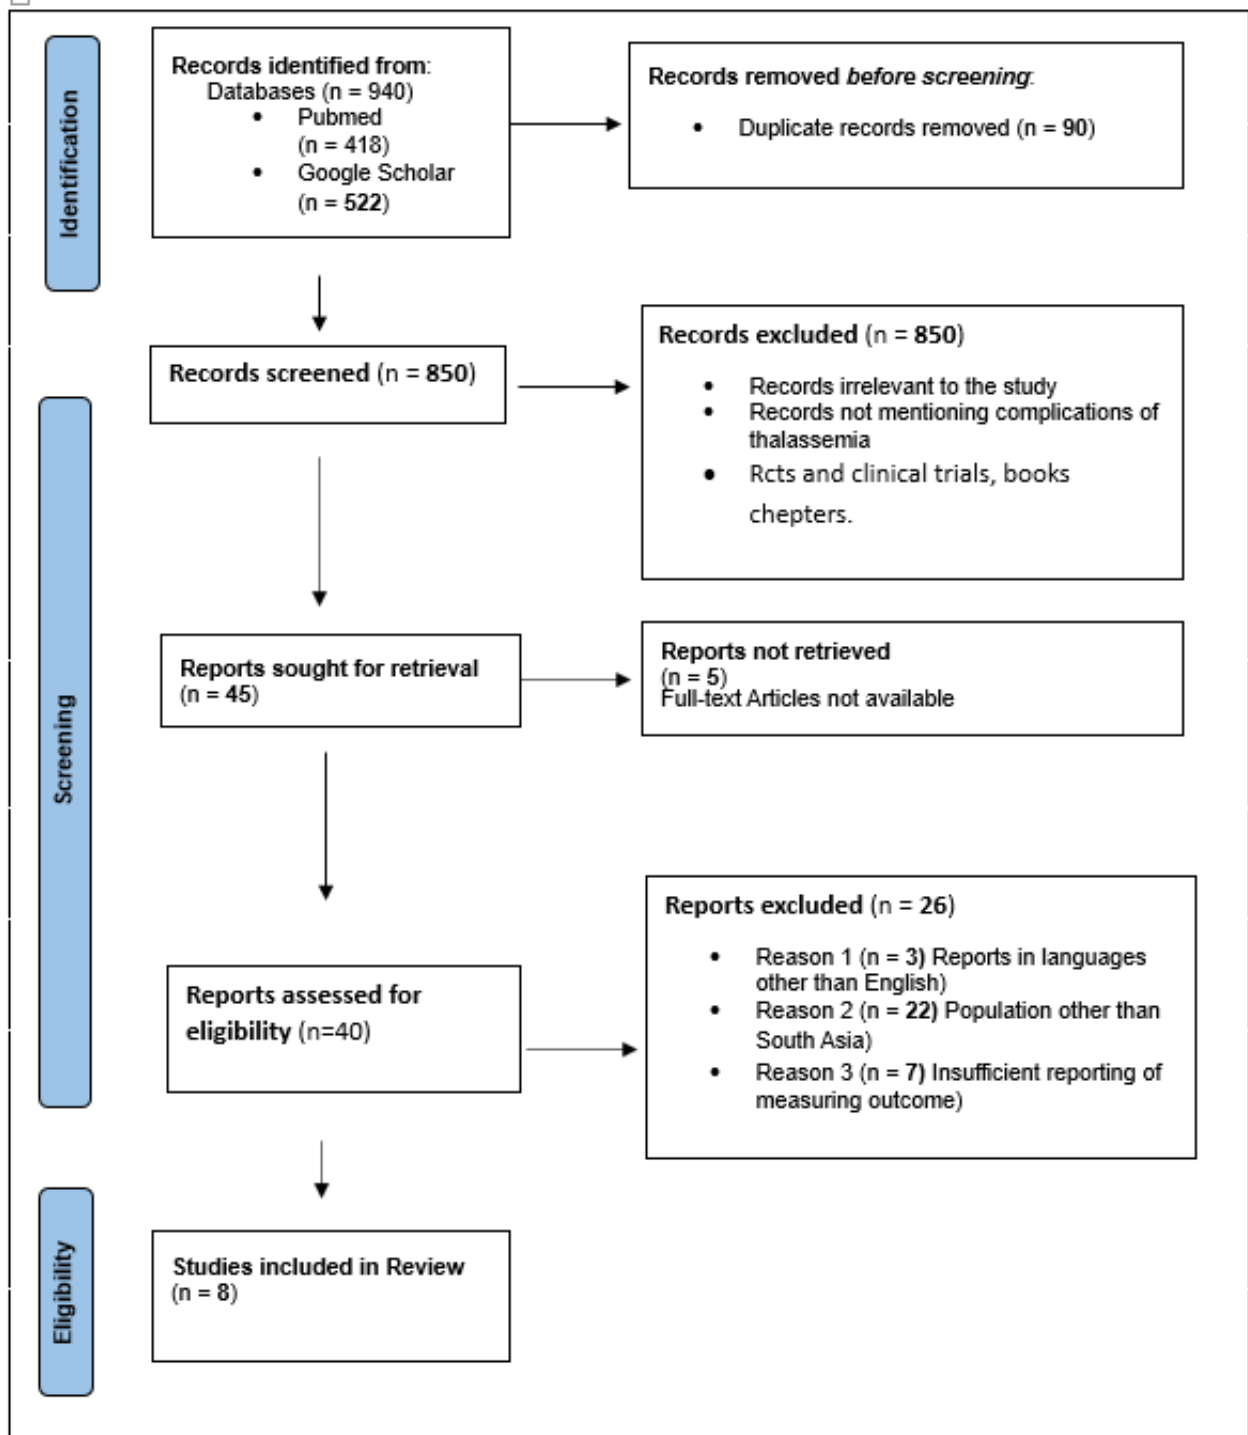 Identification
Records identified from:
Databases (n = 940)
• Pubmed
(n = 418)
• Google Scholar
(n = 522)
Records removed before screening:
• Duplicate records removed (n = 90)
Screening
Records screened (n = 850)
Records excluded (n = 850)
• Records irrelevant to the study
• Records not mentioning complications of
thalassemia
• Rcts and clinical trials, books
chepters.
Reports sought for retrieval
(n = 45)
Reports not retrieved
(n = 5)
Full-text Articles not available
Reports assessed for
eligibility (n=40)
Reports excluded (n = 26)
• Reason 1 (n = 3) Reports in languages
other than English)
• Reason 2 (n = 22) Population other than
South Asia)
• Reason 3 (n = 7) Insufficient reporting of
measuring outcome)
Eligibility
Studies included in Review
(n = 8)